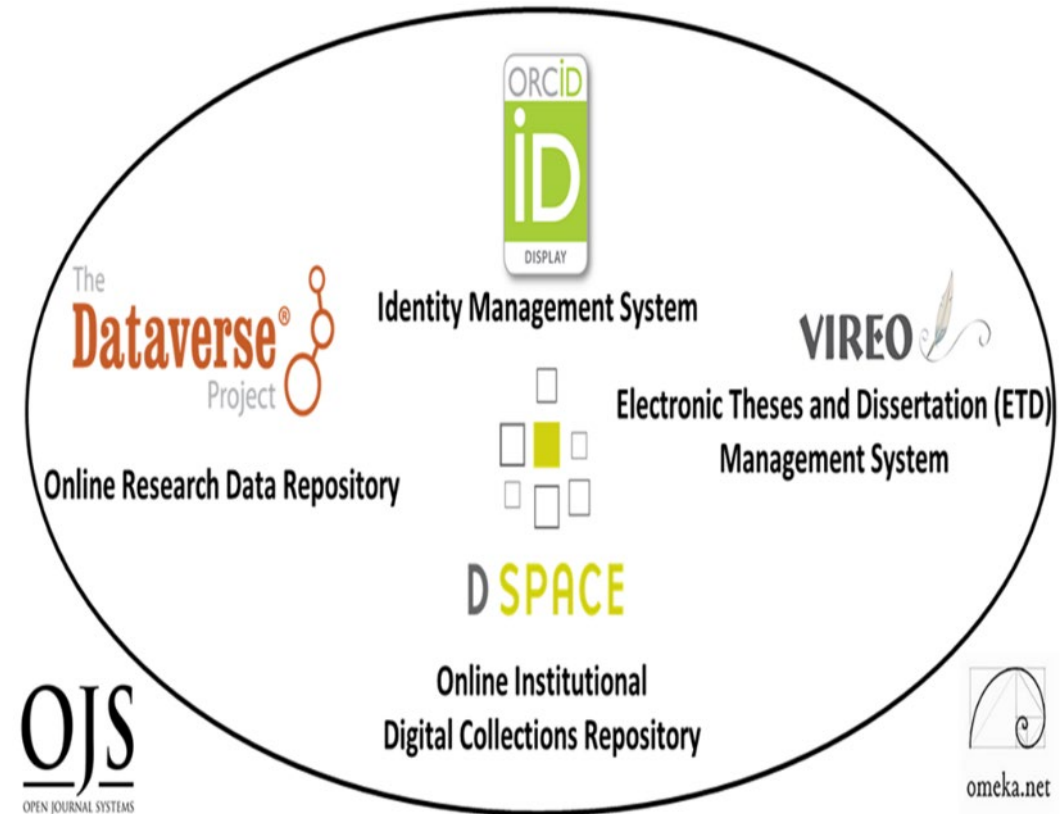 ORCiD
iD
DISPLAY
Identity Management System
The
Dataverse®
Project
Online Research Data Repository
VIREO
Electronic Theses and Dissertation (ETD)
Management System
D SPACE
Online Institutional
Digital Collections Repository
OJS
OPEN JOURNAL SYSTEMS
omeka.net